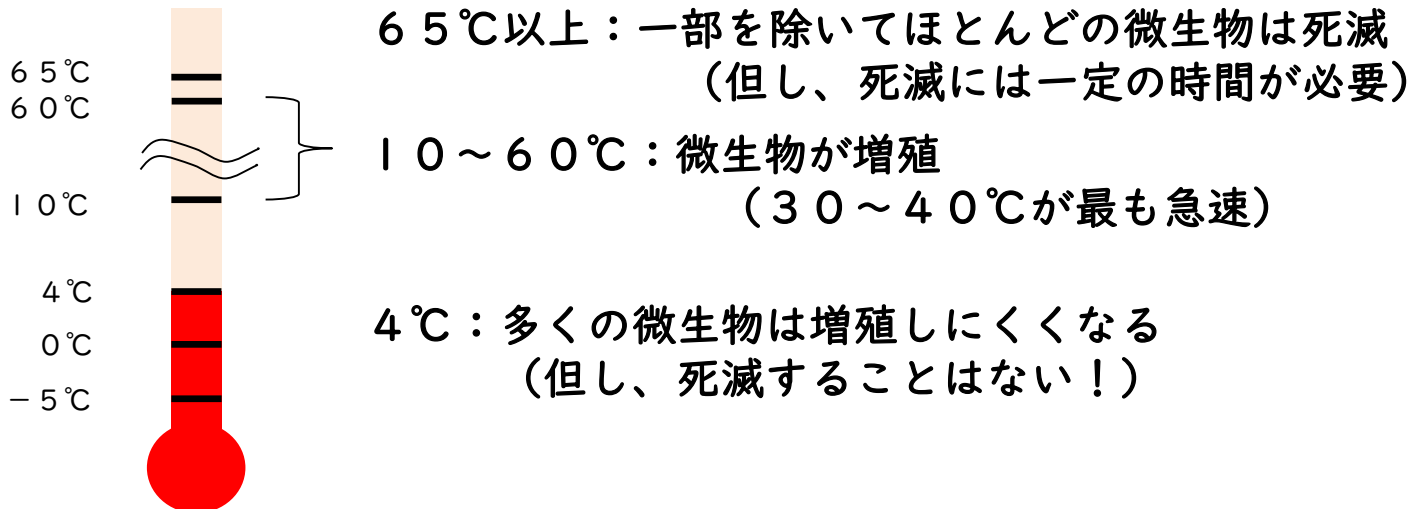 ６５℃以上：一部を除いてほとんどの微生物は死滅
（但し、死滅には一定の時間が必要）
６５℃
６０℃
１０～６０℃：微生物が増殖
（３０～４０℃が最も急速）
１０℃
４℃
４℃：多くの微生物は増殖しにくくなる
０℃
（但し、死滅することはない！）
－５℃